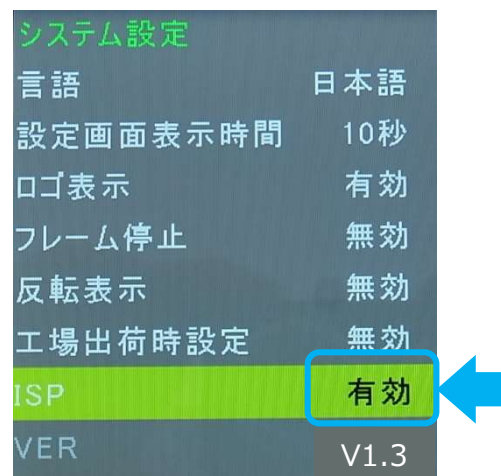 システム設定
言語 日本語
設定画面表示時間 10秒
ロゴ表示 有効
フレーム停止 無効
反転表示 無効
工場出荷時設定 無効
ISP 有効
VER V1.3